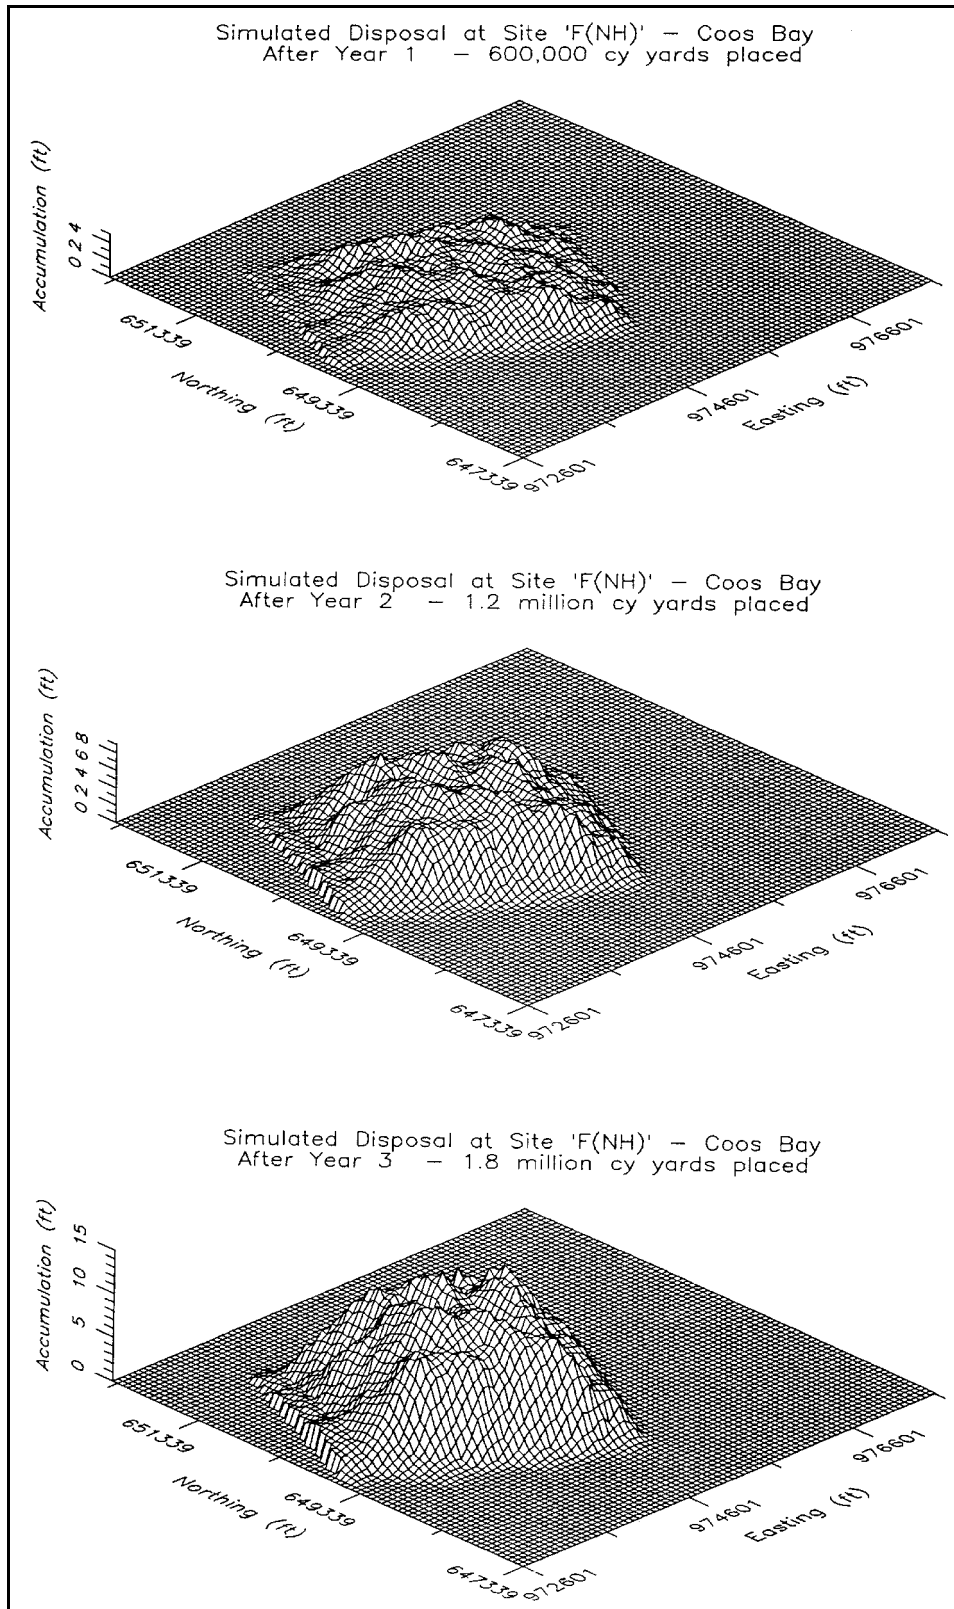 Simulated Disposal at Site 'F(NH)' – Coos Bay
After Year 1 – 600,000 cy yards placed
Accumulation (ft)
0 2 4
651339
Northing (ft)
649339
647339
972601
974601
Easting (ft)
976601
Simulated Disposal at Site 'F(NH)' – Coos Bay
After Year 2 – 1.2 million cy yards placed
Accumulation (ft)
0 2 4 6 8
651339
Northing (ft)
649339
647339
972601
974601
Easting (ft)
976601
Simulated Disposal at Site 'F(NH)' – Coos Bay
After Year 3 – 1.8 million cy yards placed
Accumulation (ft)
0 5 10 15
651339
Northing (ft)
649339
647339
972601
974601
Easting (ft)
976601